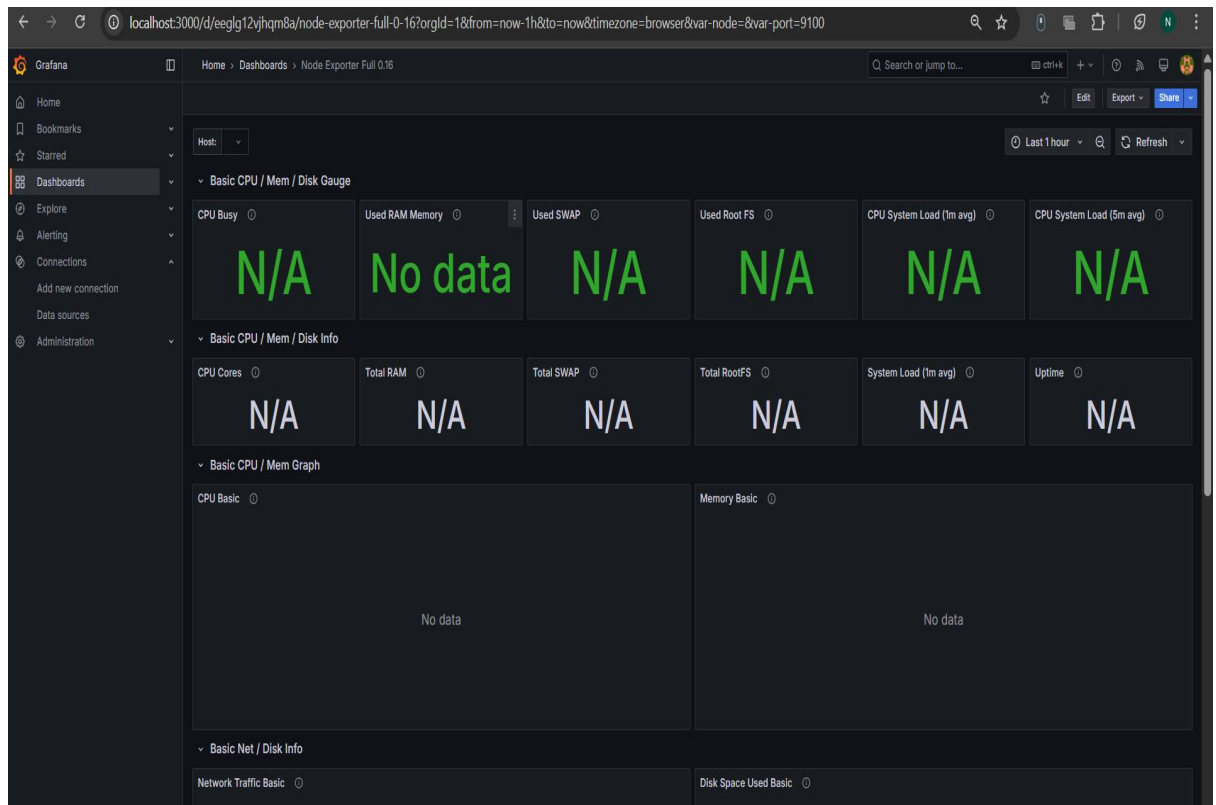 localhost:3000/d/eeglg12vjhqm8a/node-exporter-full-0-16?orgId=1&from=now-1h&to=now&timezone=browser&var-node=&var-port=9100
N
Grafana
Home › Dashboards › Node Exporter Full 0.16
Search or jump to...
ctrl+k
Home
Bookmarks
Starred
Dashboards
Explore
Alerting
Connections
Add new connection
Data sources
Administration
Edit
Export
Share
Host:
Last 1 hour
Refresh
Basic CPU / Mem / Disk Gauge
CPU Busy
N/A
Used RAM Memory
No data
Used SWAP
N/A
Used Root FS
N/A
CPU System Load (1m avg)
N/A
CPU System Load (5m avg)
N/A
Basic CPU / Mem / Disk Info
CPU Cores
N/A
Total RAM
N/A
Total SWAP
N/A
Total RootFS
N/A
System Load (1m avg)
N/A
Uptime
N/A
Basic CPU / Mem Graph
CPU Basic
No data
Memory Basic
No data
Basic Net / Disk Info
Network Traffic Basic
Disk Space Used Basic